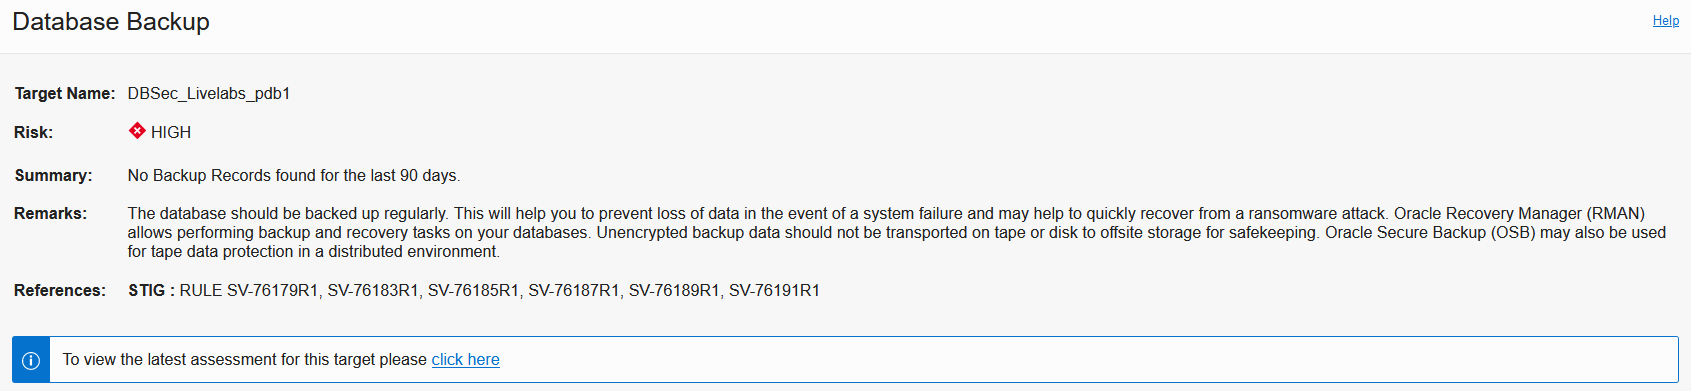 Database Backup
Help
Target Name: DBSec_Livelabs_pdb1
Risk: HIGH
Summary: No Backup Records found for the last 90 days.
Remarks: The database should be backed up regularly. This will help you to prevent loss of data in the event of a system failure and may help to quickly recover from a ransomware attack. Oracle Recovery Manager (RMAN)
allows performing backup and recovery tasks on your databases. Unencrypted backup data should not be transported on tape or disk to offsite storage for safekeeping. Oracle Secure Backup (OSB) may also be used
for tape data protection in a distributed environment.
References: STIG : RULE SV-76179R1, SV-76183R1, SV-76185R1, SV-76187R1, SV-76189R1, SV-76191R1
To view the latest assessment for this target please click here